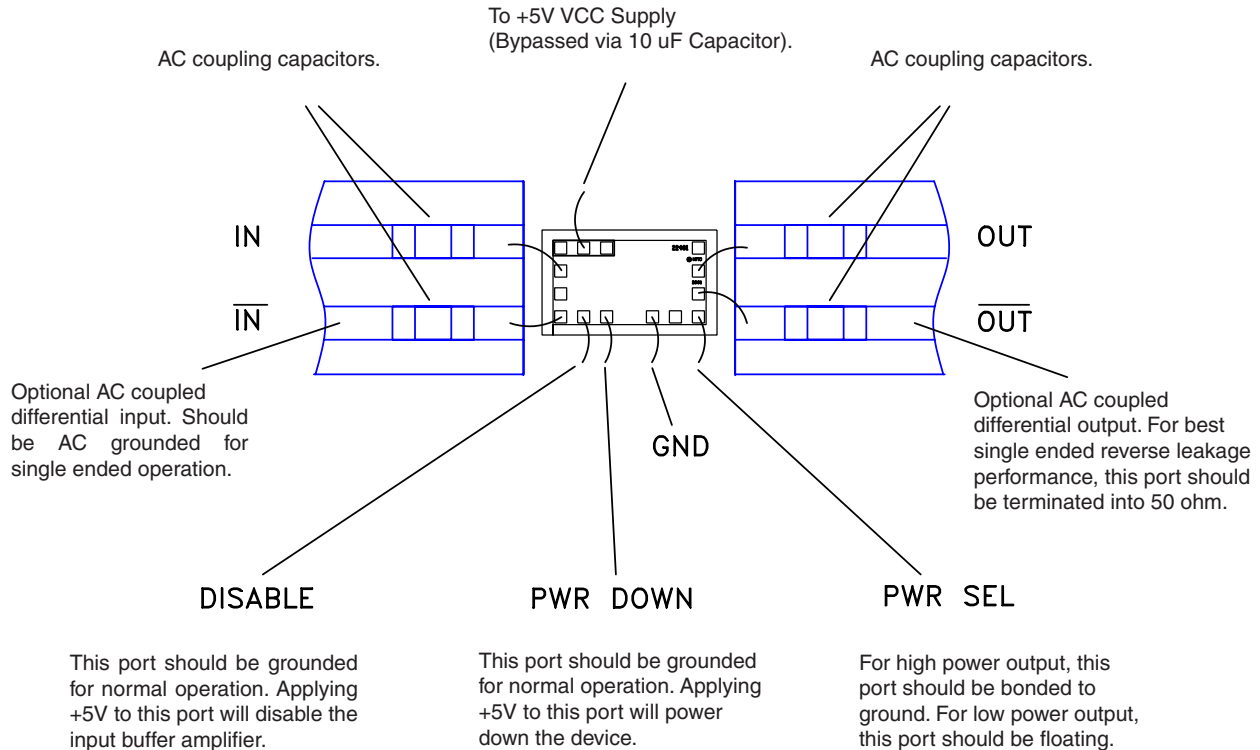 To +5V VCC Supply
(Bypassed via 10 uF Capacitor).
AC coupling capacitors.
AC coupling capacitors.
IN
OUT
IN
OUT
Optional AC coupled
differential input. Should
be AC grounded for
single ended operation.
Optional AC coupled
differential output. For best
single ended reverse leakage
performance, this port should
be terminated into 50 ohm.
GND
DISABLE
PWR DOWN
PWR SEL
This port should be grounded
for normal operation. Applying
+5V to this port will disable the
input buffer amplifier.
This port should be grounded
for normal operation. Applying
+5V to this port will power
down the device.
For high power output, this
port should be bonded to
ground. For low power output,
this port should be floating.